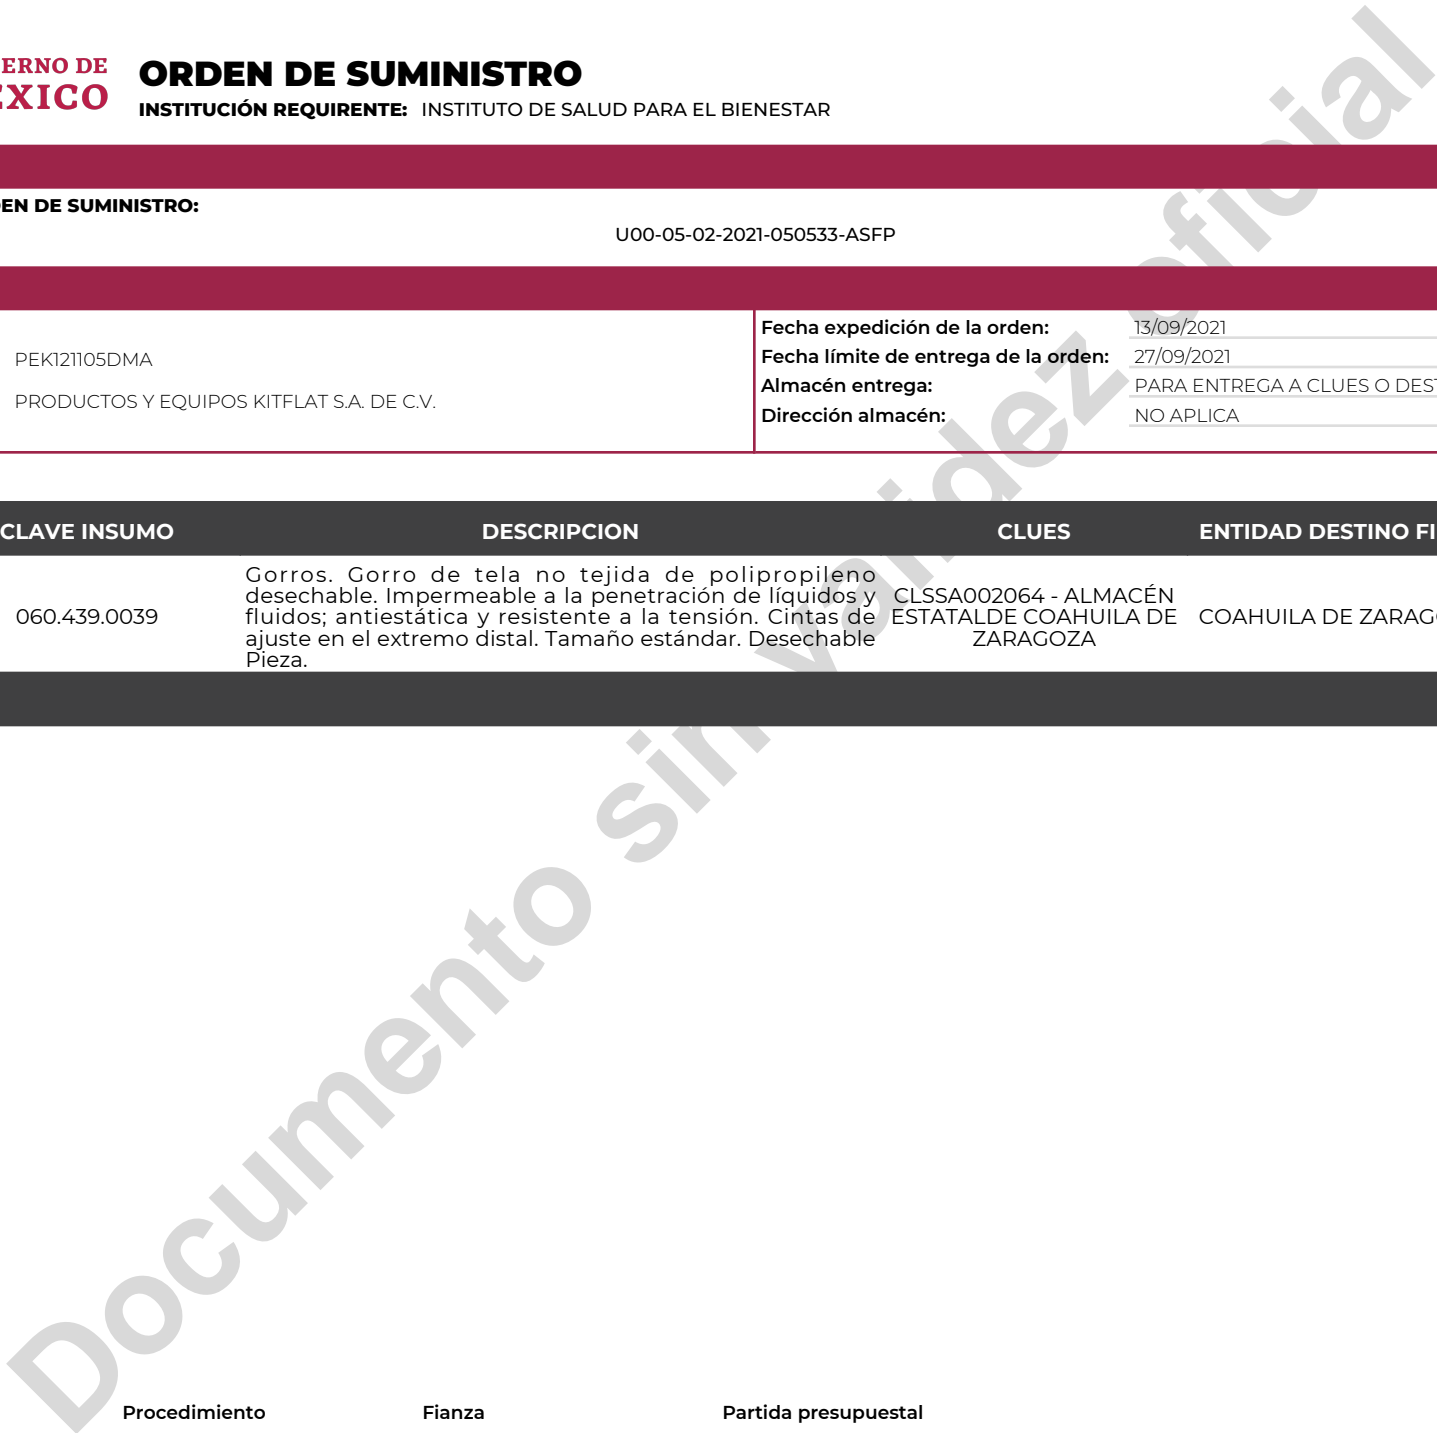 ERNO DE
ÉXICO
ORDEN DE SUMINISTRO
INSTITUCIÓN REQUIRENTE: INSTITUTO DE SALUD PARA EL BIENESTAR
EN DE SUMINISTRO:
U00-05-02-2021-050533-ASFP
PEK121105DMA
PRODUCTOS Y EQUIPOS KITFLAT S.A. DE C.V.
Fecha expedición de la orden: 13/09/2021
Fecha límite de entrega de la orden: 27/09/2021
Almacén entrega: PARA ENTREGA A CLUES O DEST
Dirección almacén: NO APLICA
CLAVE INSUMO DESCRIPCION CLUES ENTIDAD DESTINO FI
060.439.0039
Gorros. Gorro de tela no tejida de polipropileno
desechable. Impermeable a la penetración de líquidos y
fluidos; antiestática y resistente a la tensión. Cintas de
ajuste en el extremo distal. Tamaño estándar. Desechable
Pieza.
CLSSA002064 - ALMACÉN
ESTATALDE COAHUILA DE
ZARAGOZA
COAHUILA DE ZARAG
Documento sin validez oficial
Procedimiento Fianza Partida presupuestal